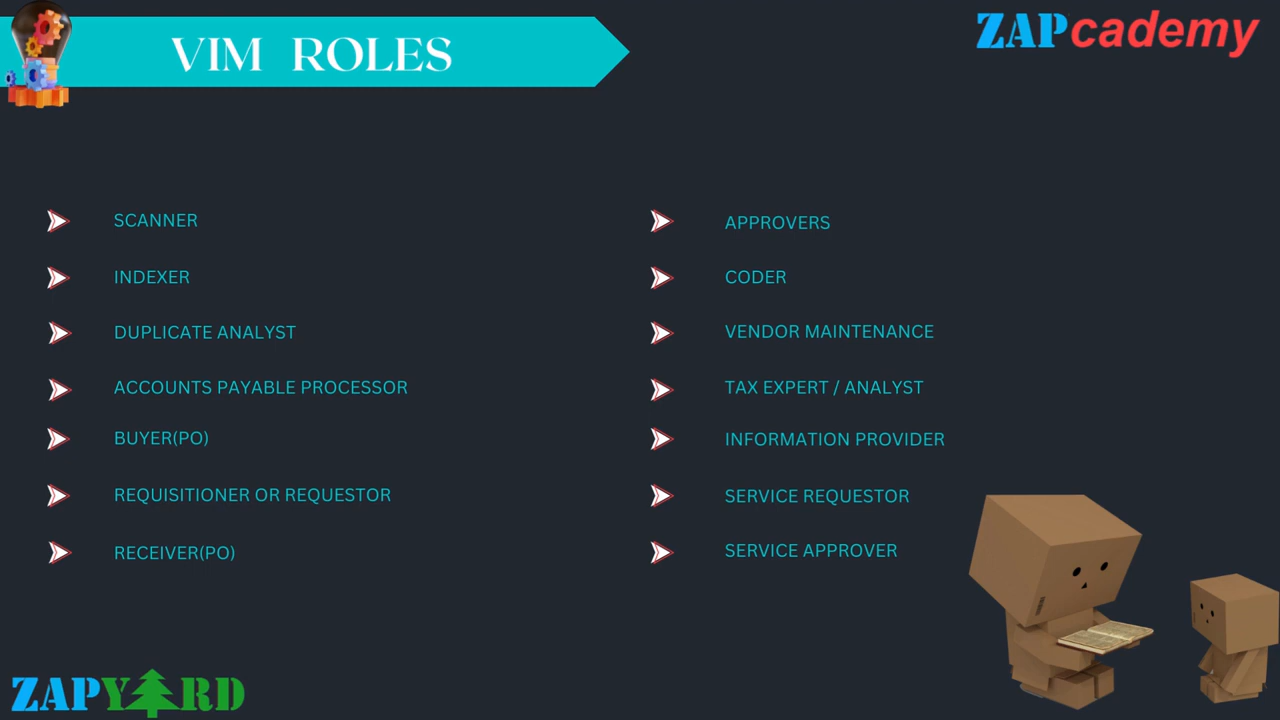 VIM ROLES
ZAPcademy
SCANNER
INDEXER
DUPLICATE ANALYST
ACCOUNTS PAYABLE PROCESSOR
BUYER(PO)
REQUISITIONER OR REQUESTOR
RECEIVER(PO)
APPROVERS
CODER
VENDOR MAINTENANCE
TAX EXPERT / ANALYST
INFORMATION PROVIDER
SERVICE REQUESTOR
SERVICE APPROVER
ZAPYARD